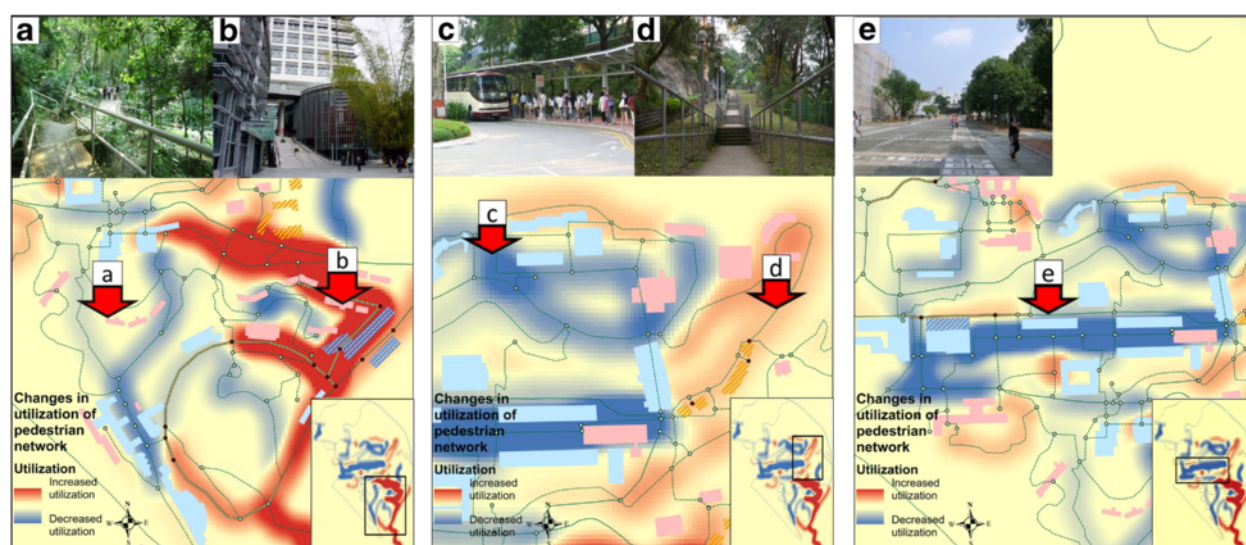 a
b
c
d
e
a
b
c
d
e
Changes in
utilization of
pedestrian
network
Utilization
Increased
utilization
Decreased
utilization
N
W E
S
Changes in
utilization of
pedestrian
network
Utilization
Increased
utilization
Decreased
utilization
N
W E
S
Changes in
utilization of
pedestrian
network
Utilization
Increased
utilization
Decreased
utilization
N
W E
S